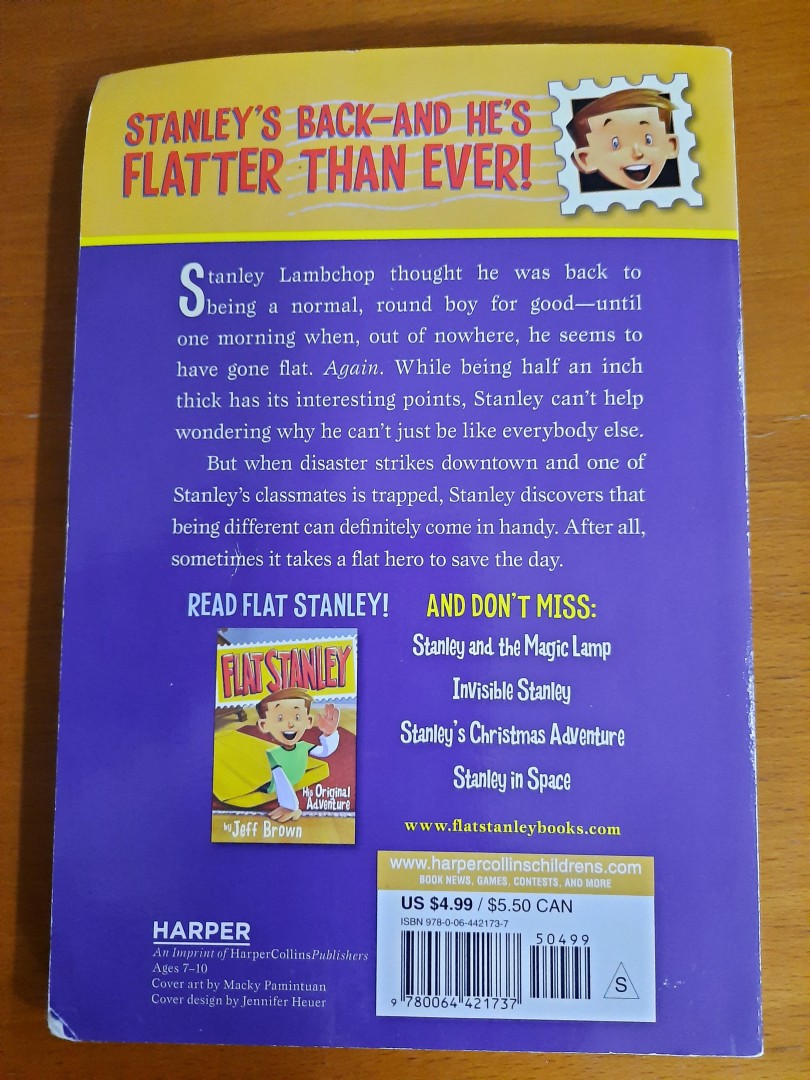 STANLEY'S BACK—AND HE'S
FLATTER THAN EVER!
Stanley Lambchop thought he was back to
being a normal, round boy for good—until
one morning when, out of nowhere, he seems to
have gone flat. Again. While being half an inch
thick has its interesting points, Stanley can't help
wondering why he can't just be like everybody else.
But when disaster strikes downtown and one of
Stanley's classmates is trapped, Stanley discovers that
being different can definitely come in handy. After all,
sometimes it takes a flat hero to save the day.
READ FLAT STANLEY!
FLAT STANLEY
His Original
Adventure
by Jeff Brown
AND DON'T MISS:
Stanley and the Magic Lamp
Invisible Stanley
Stanley's Christmas Adventure
Stanley in Space
www.flatstanleybooks.com
www.harpercollinschildrens.com
BOOK NEWS, GAMES, CONTESTS, AND MORE
US $4.99 / $5.50 CAN
ISBN 978-0-06-442173-7
50499
9 780064 421737
S
HARPER
An Imprint of HarperCollinsPublishers
Ages 7–10
Cover art by Macky Pamintuan
Cover design by Jennifer Heuer